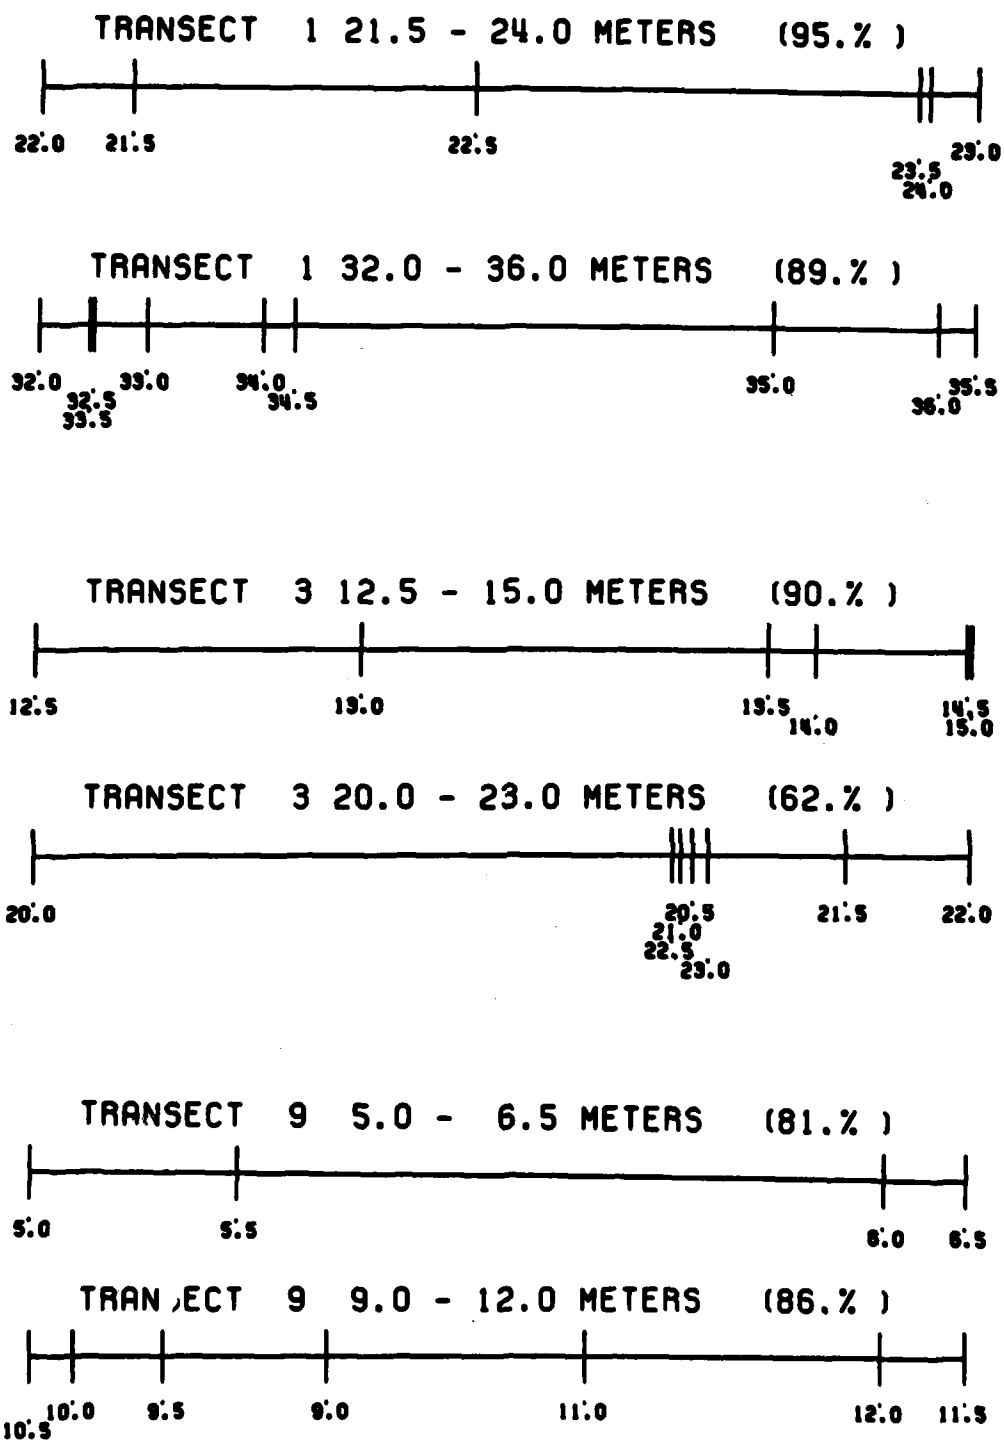 TRANSECT 1 21.5 - 24.0 METERS (95.% )
22.0 21.5 22.5 23.0
23.5
24.0
TRANSECT 1 32.0 - 36.0 METERS (89.% )
32.0 33.0 34.0 35.0 35.5
32.5 34.5 36.0
33.5
TRANSECT 3 12.5 - 15.0 METERS (90.% )
12.5 13.0 13.5 14.5
14.0 15.0
TRANSECT 3 20.0 - 23.0 METERS (62.% )
20.0 20.5 21.5 22.0
21.0
22.5
23.0
TRANSECT 9 5.0 - 6.5 METERS (81.% )
5.0 5.5 6.0 6.5
TRAN ECT 9 9.0 - 12.0 METERS (86.% )
10.5 10.0 9.5 9.0 11.0 12.0 11.5